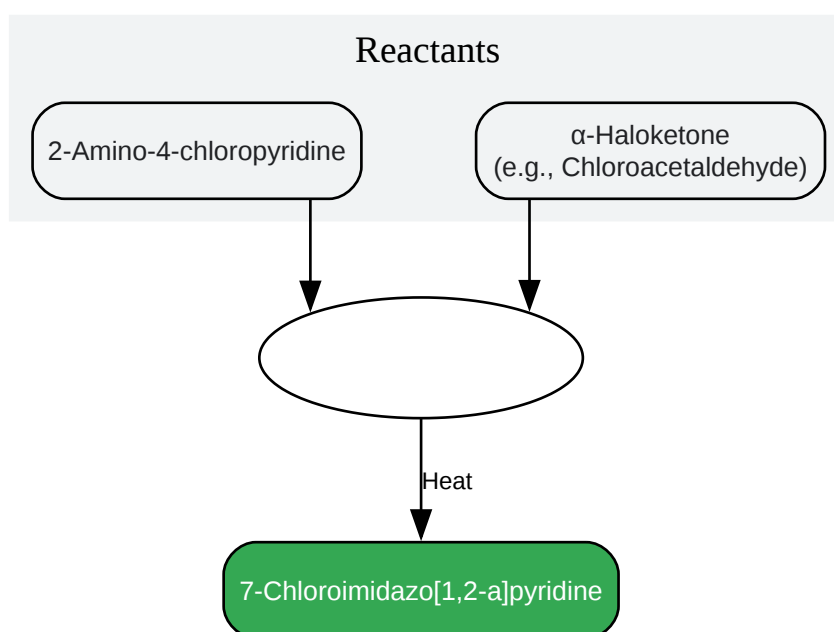 Reactants
2-Amino-4-chloropyridine
α-Haloketone
(e.g., Chloroacetaldehyde)
Heat
7-Chloroimidazo[1,2-a]pyridine